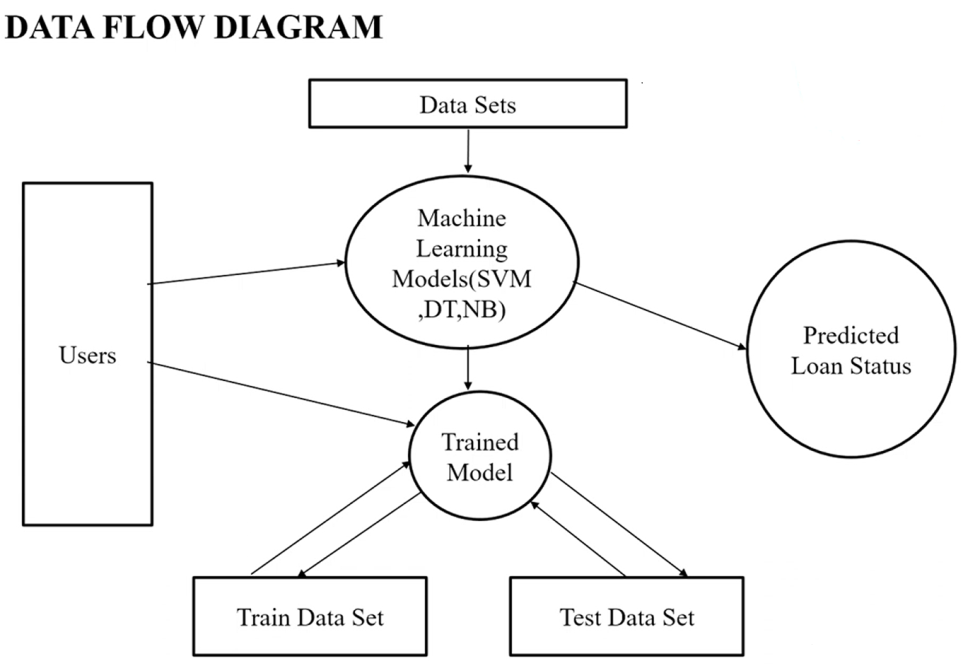 DATA FLOW DIAGRAM
Data Sets
Machine
Learning
Models(SVM
,DT,NB)
Users
Predicted
Loan Status
Trained
Model
Train Data Set
Test Data Set